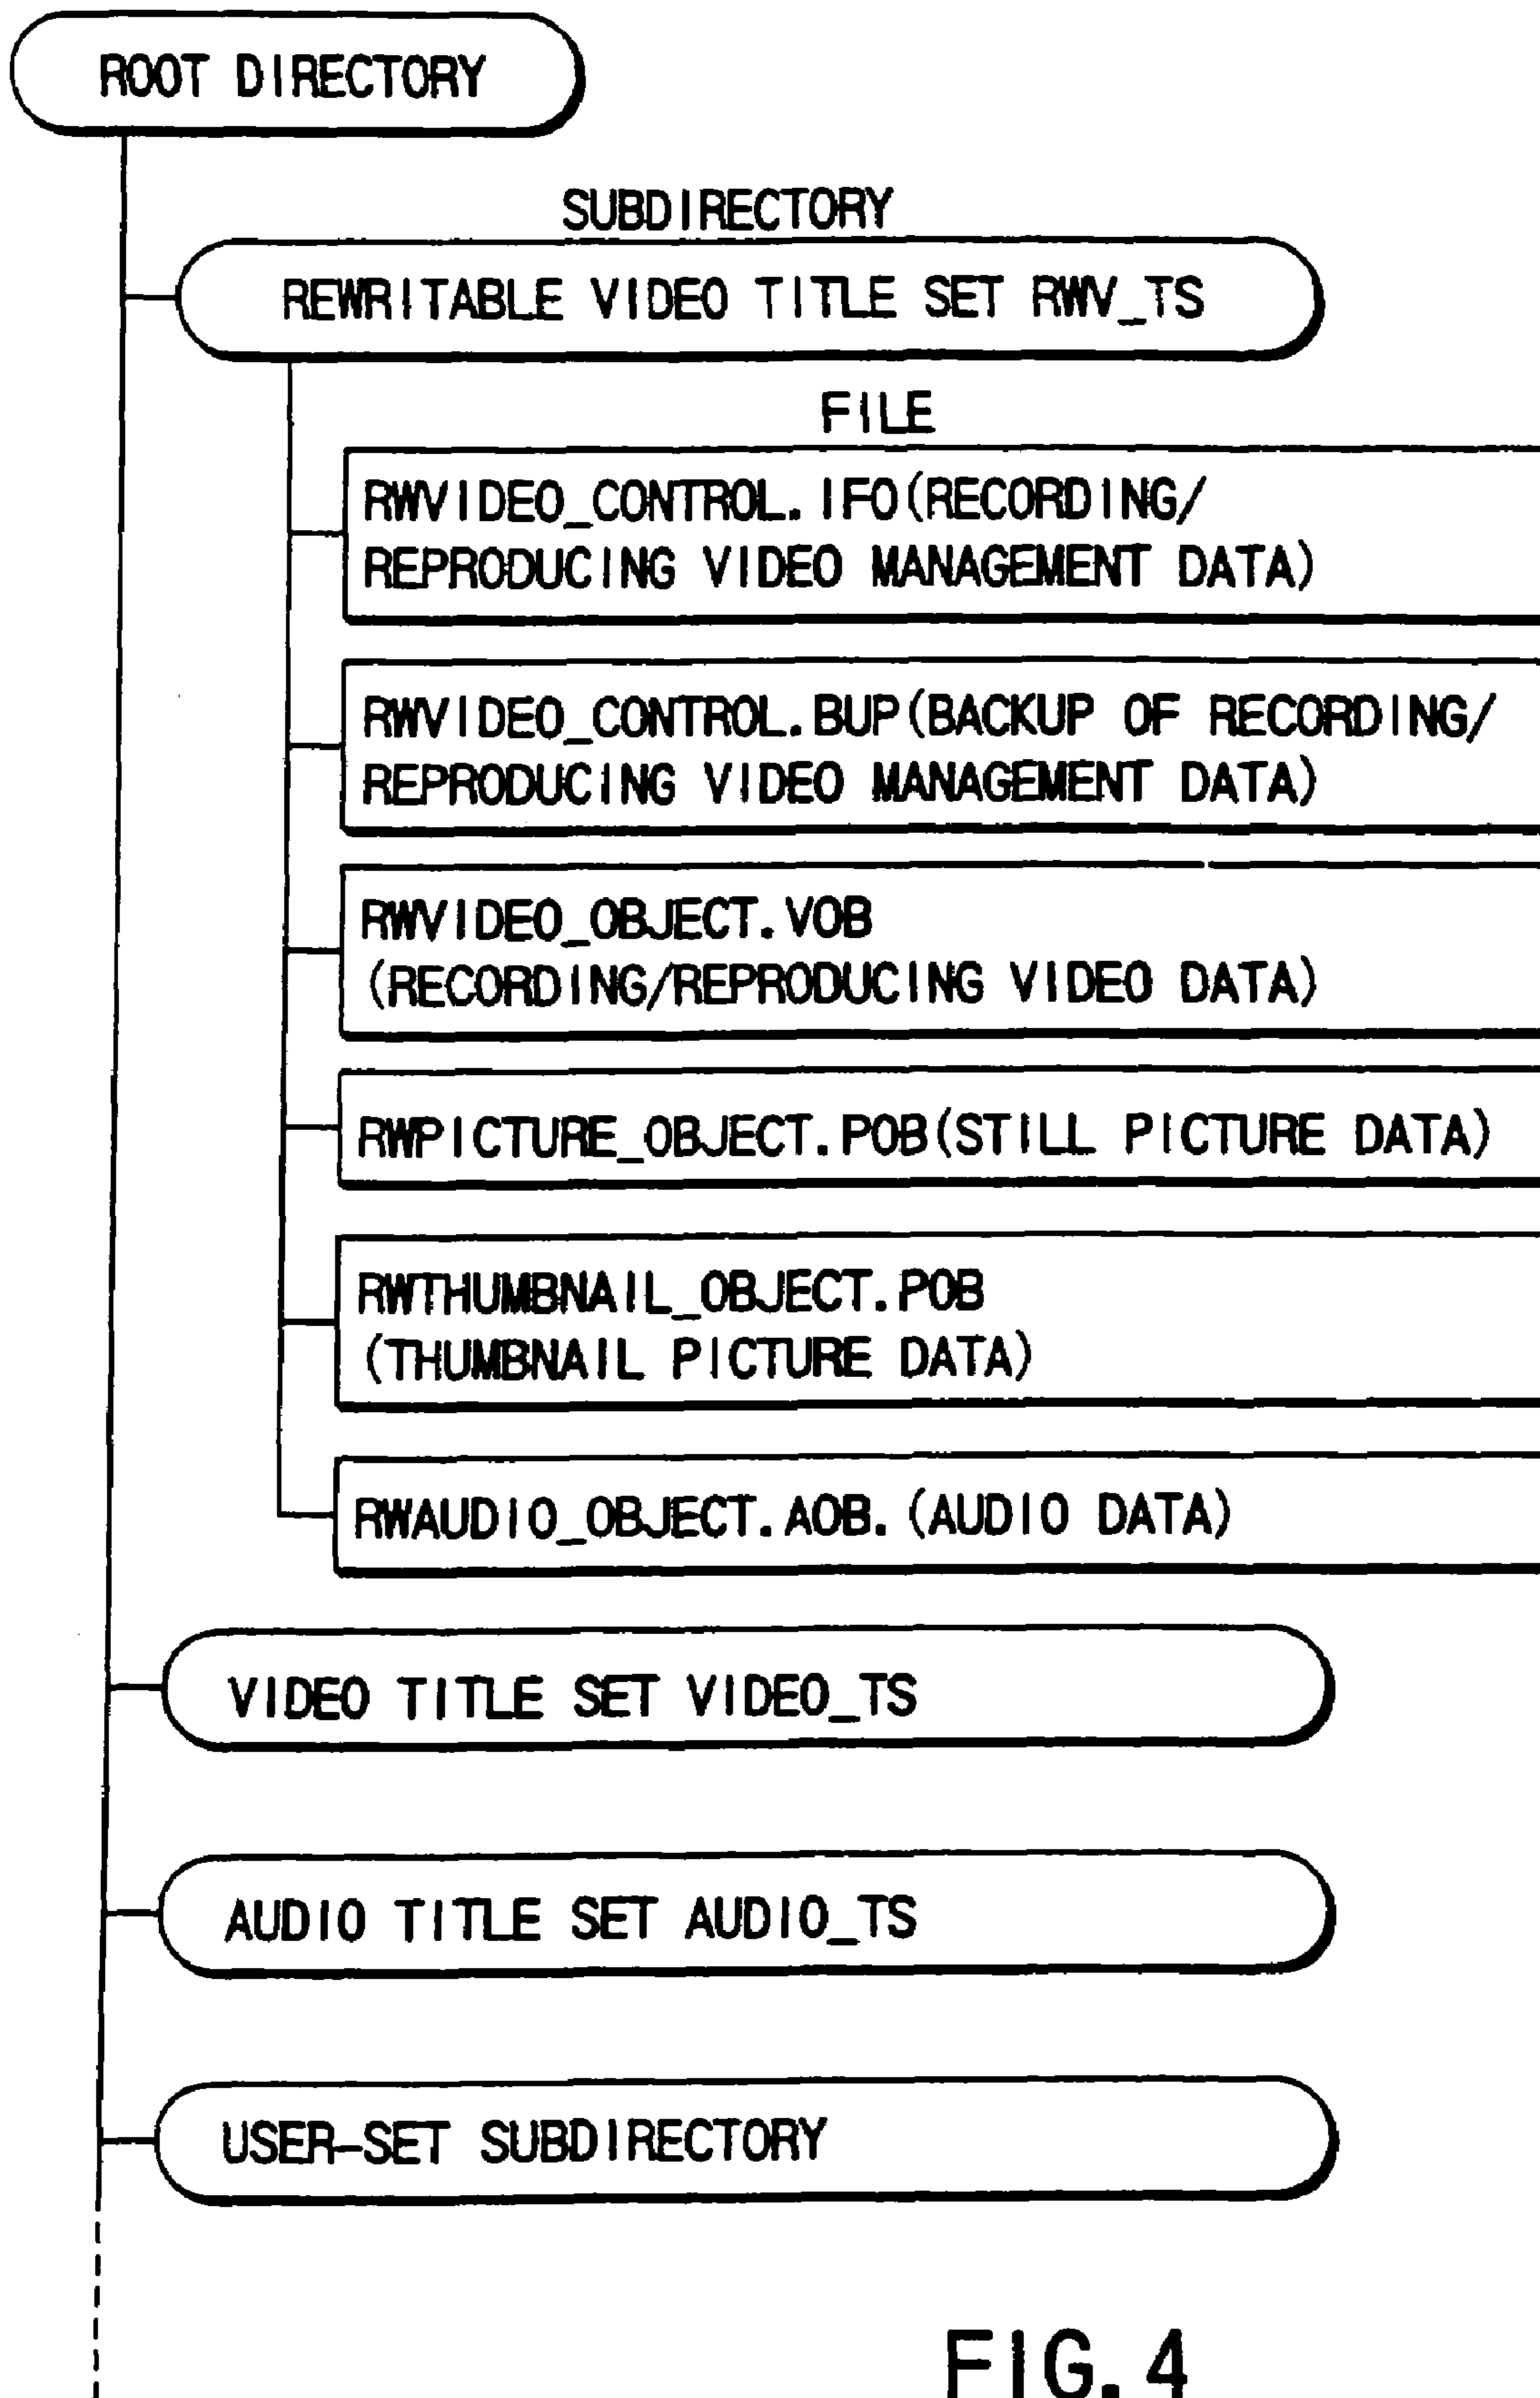 ROOT DIRECTORY
SUBDIRECTORY
REWRITABLE VIDEO TITLE SET RWV_TS
FILE
RWVIDEO_CONTROL.IFO(RECORDING/
REPRODUCING VIDEO MANAGEMENT DATA)
RWVIDEO_CONTROL.BUP(BACKUP OF RECORDING/
REPRODUCING VIDEO MANAGEMENT DATA)
RWVIDEO_OBJECT.VOB
(RECORDING/REPRODUCING VIDEO DATA)
RWPICTURE_OBJECT.POB(STILL PICTURE DATA)
RWTHUMBNAIL_OBJECT.POB
(THUMBNAIL PICTURE DATA)
RWAUDIO_OBJECT.AOB.(AUDIO DATA)
VIDEO TITLE SET VIDEO_TS
AUDIO TITLE SET AUDIO_TS
USER-SET SUBDIRECTORY
FIG.4